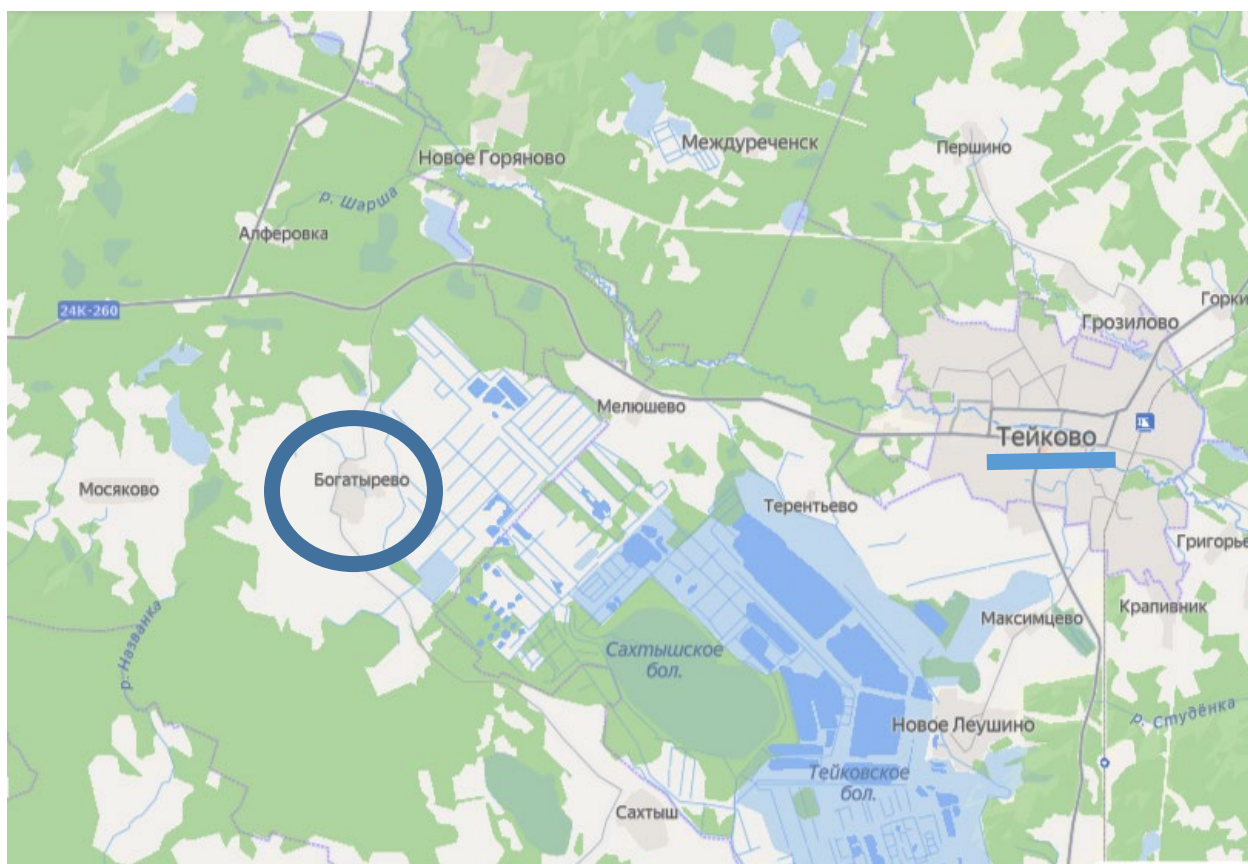 Новое Горяново
Междуреченск
Першино
р. Шарша
Алферовка
24К-260
Горки
Грозилово
Мелюшево
Тейково
Богатырево
Мосяково
Терентьево
Григорье
Максимцево
Крапивник
р. Названка
Сахтышское
бол.
р. Студёнка
Новое Леушино
Тейковское
бол.
Сахтыш